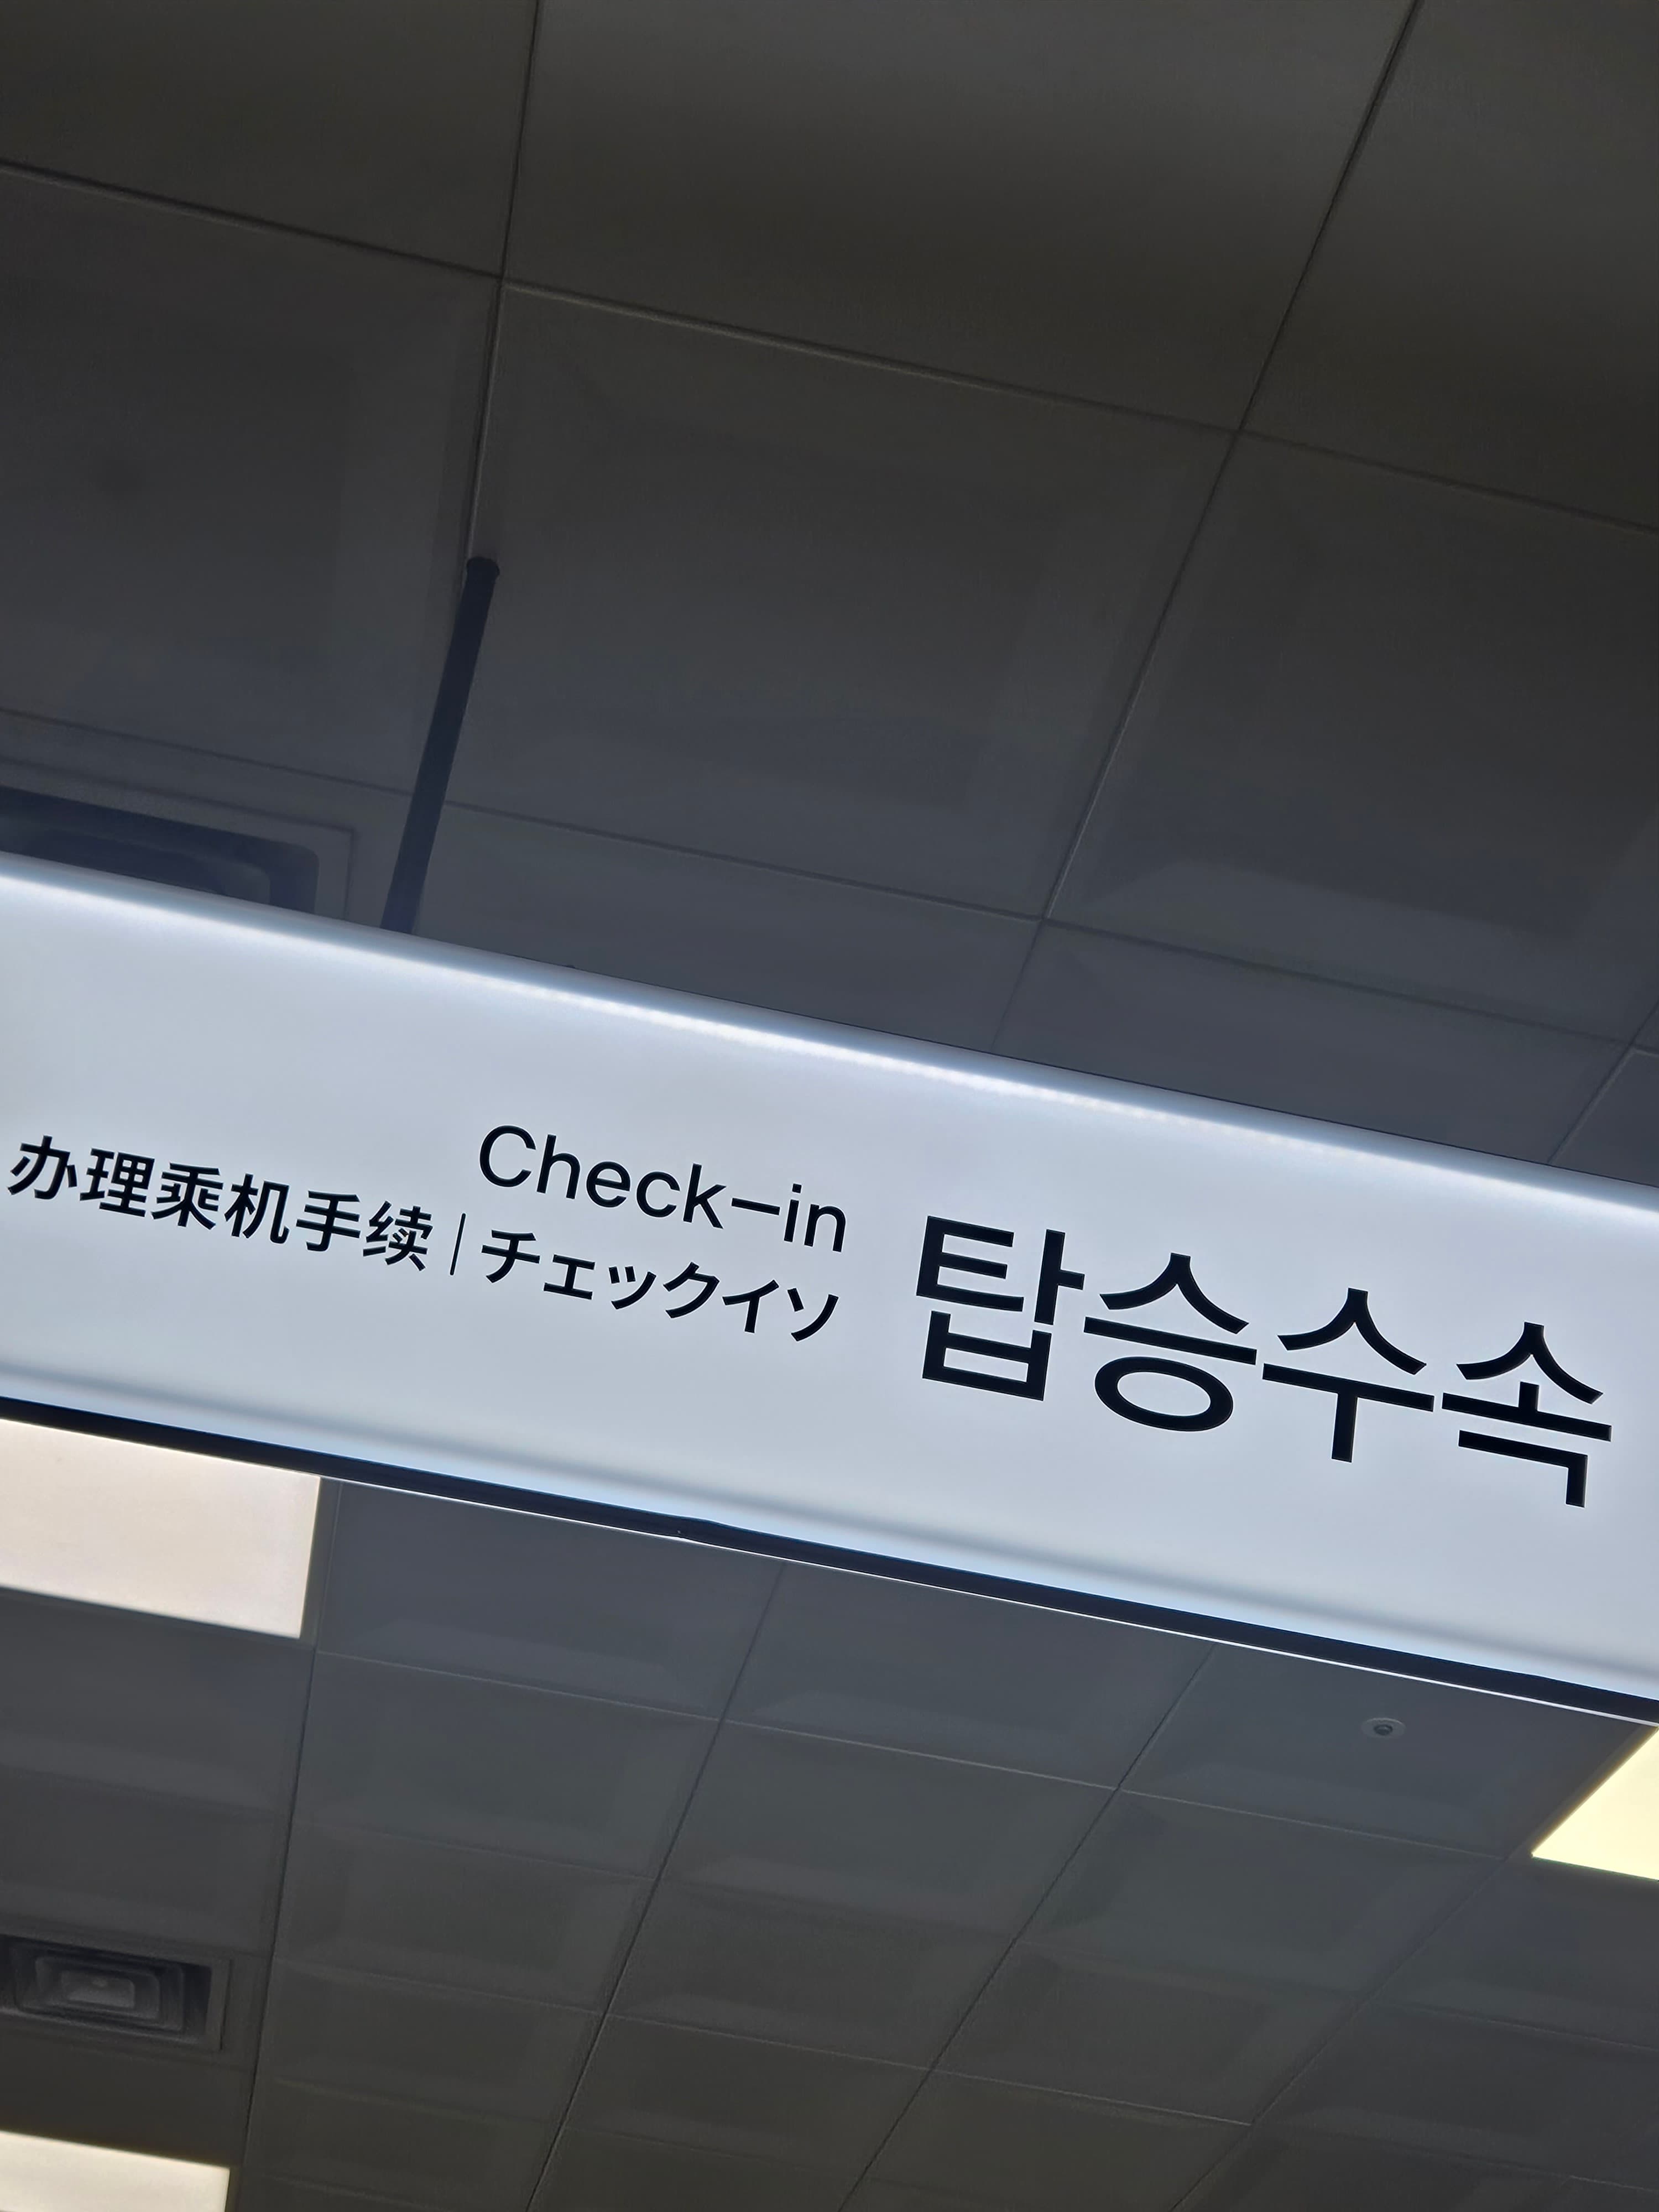 Check-in
办理乘机手续 | チェックイソ
탑승수속